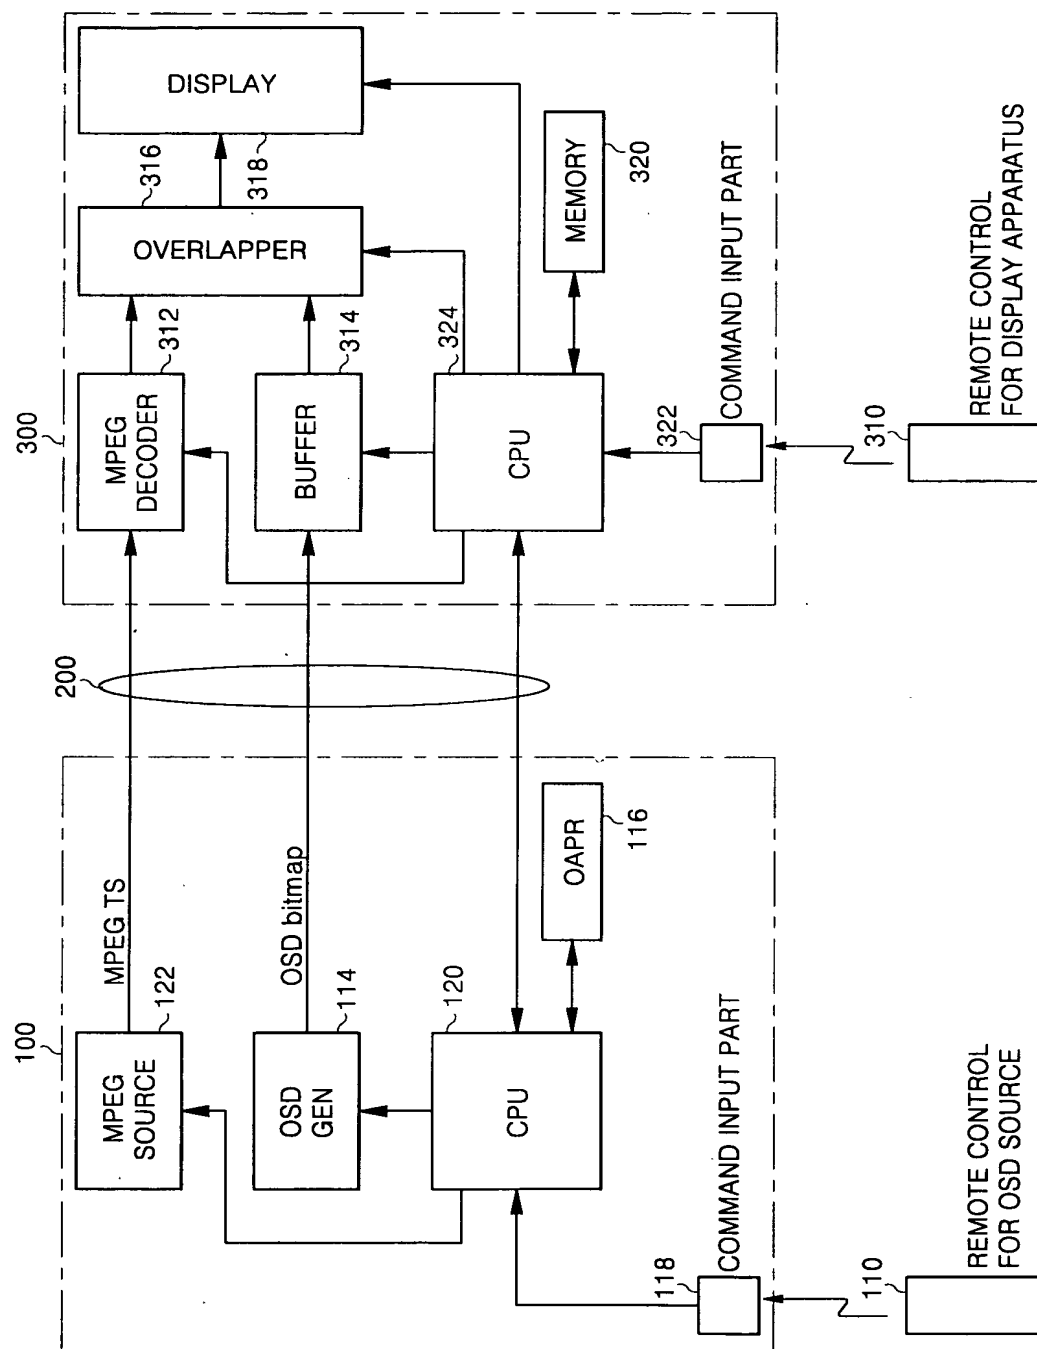 100
MPEG
SOURCE
122
MPEG TS
OSD
GEN
114
OSD bitmap
CPU
120
OAPR
116
118
COMMAND INPUT PART
110
REMOTE CONTROL
FOR OSD SOURCE
200
300
MPEG
DECODER
312
BUFFER
314
OVERLAPPER
316
DISPLAY
318
CPU
324
MEMORY
320
322
COMMAND INPUT PART
310
REMOTE CONTROL
FOR DISPLAY APPARATUS